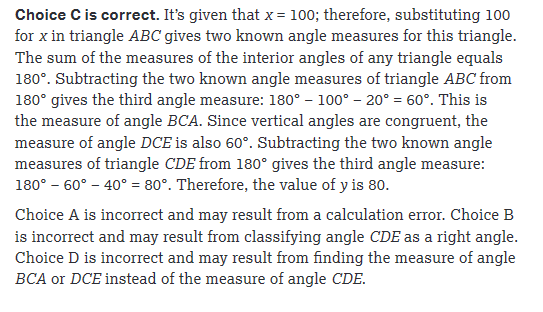 Choice C is correct. It’s given that x = 100; therefore, substituting 100
for x in triangle ABC gives two known angle measures for this triangle.
The sum of the measures of the interior angles of any triangle equals
180°. Subtracting the two known angle measures of triangle ABC from
180° gives the third angle measure: 180° − 100° − 20° = 60°. This is
the measure of angle BCA. Since vertical angles are congruent, the
measure of angle DCE is also 60°. Subtracting the two known angle
measures of triangle CDE from 180° gives the third angle measure:
180° − 60° − 40° = 80°. Therefore, the value of y is 80.
Choice A is incorrect and may result from a calculation error. Choice B
is incorrect and may result from classifying angle CDE as a right angle.
Choice D is incorrect and may result from finding the measure of angle
BCA or DCE instead of the measure of angle CDE.